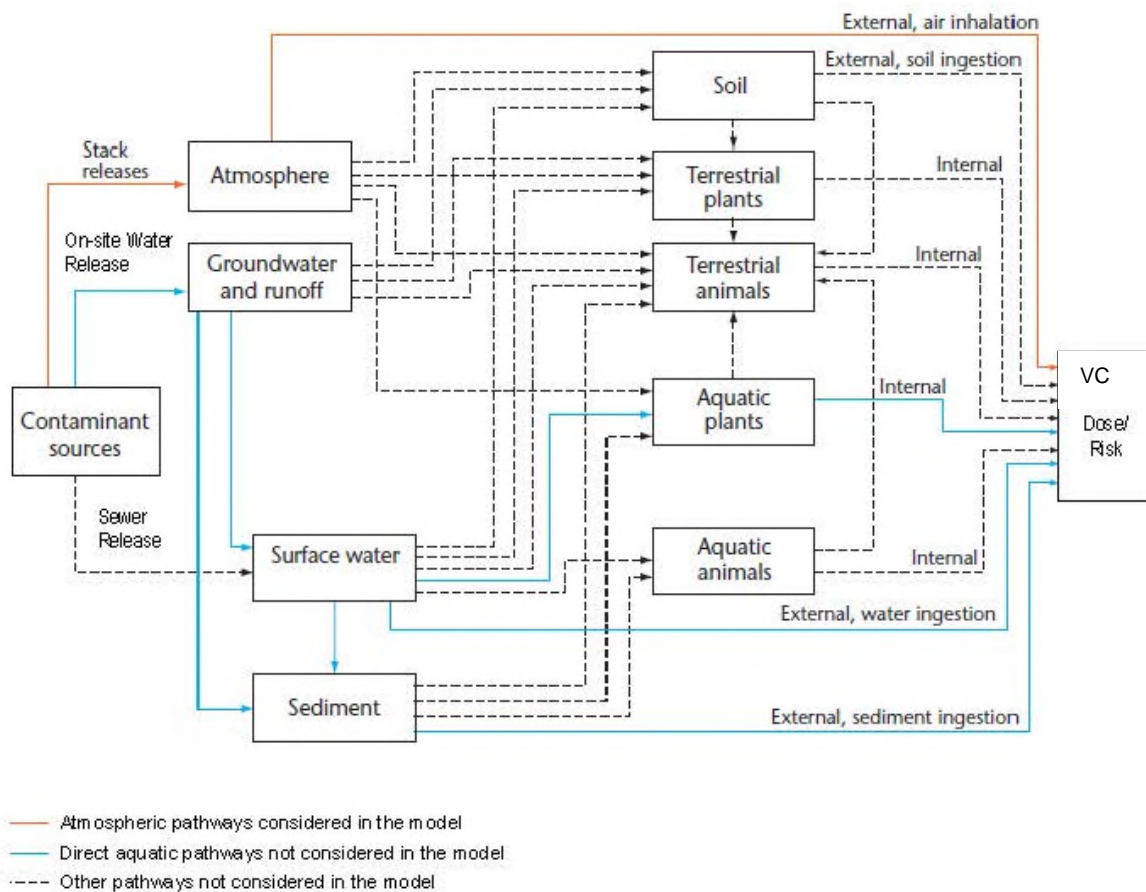 External, air inhalation
External, soil ingestion
Soil
Stack
releases
Atmosphere
Terrestrial
plants
Internal
On-site Water
Release
Groundwater
and runoff
Terrestrial
animals
Internal
Contaminant
sources
Aquatic
plants
Internal
VC
Dose/
Risk
Sewer
Release
Surface water
Aquatic
animals
Internal
External, water ingestion
Sediment
External, sediment ingestion
Atmospheric pathways considered in the model
Direct aquatic pathways not considered in the model
Other pathways not considered in the model